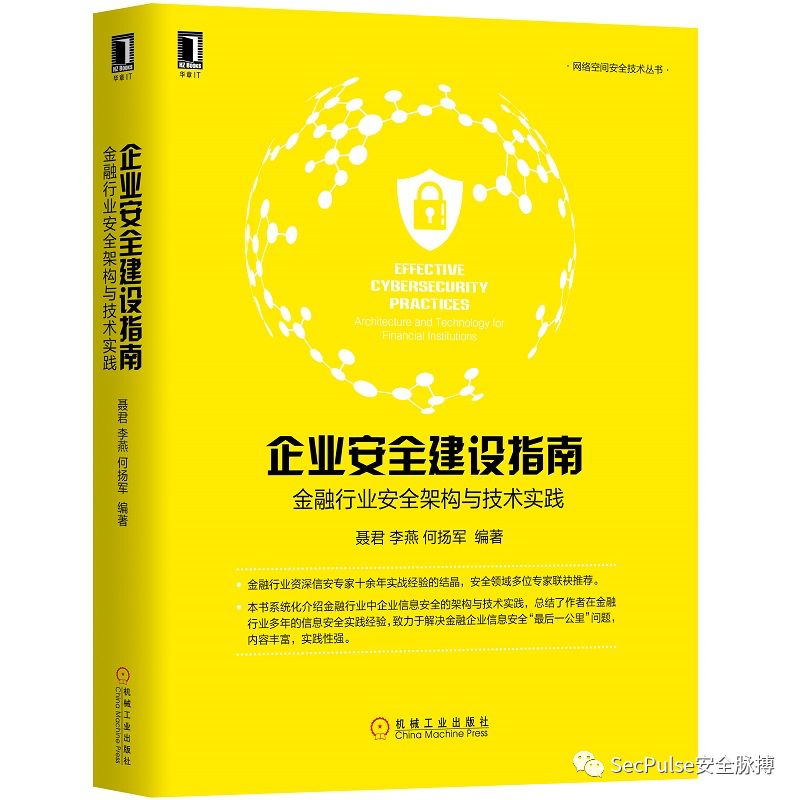 HZ BOOKS
华章IT
企业安全建设指南
金融行业安全架构与技术实践
聂君 李燕 何扬军 编著
机械工业出版社
China Machine Press
HZ BOOKS
华章IT
·网络空间安全技术丛书·
EFFECTIVE
CYBERSECURITY
PRACTICES
Architecture and Technology for
Financial Institutions
企业安全建设指南
金融行业安全架构与技术实践
聂君 李燕 何扬军 编著
● 金融行业资深信安专家十余年实战经验的结晶，安全领域多位专家联袂推荐。
● 本书系统化介绍金融行业中企业信息安全的架构与技术实践，总结了作者在金融
行业多年的信息安全实践经验，致力于解决金融企业信息安全“最后一公里”问题，
内容丰富，实践性强。
机械工业出版社
China Machine Press
SecPulse安全脉搏